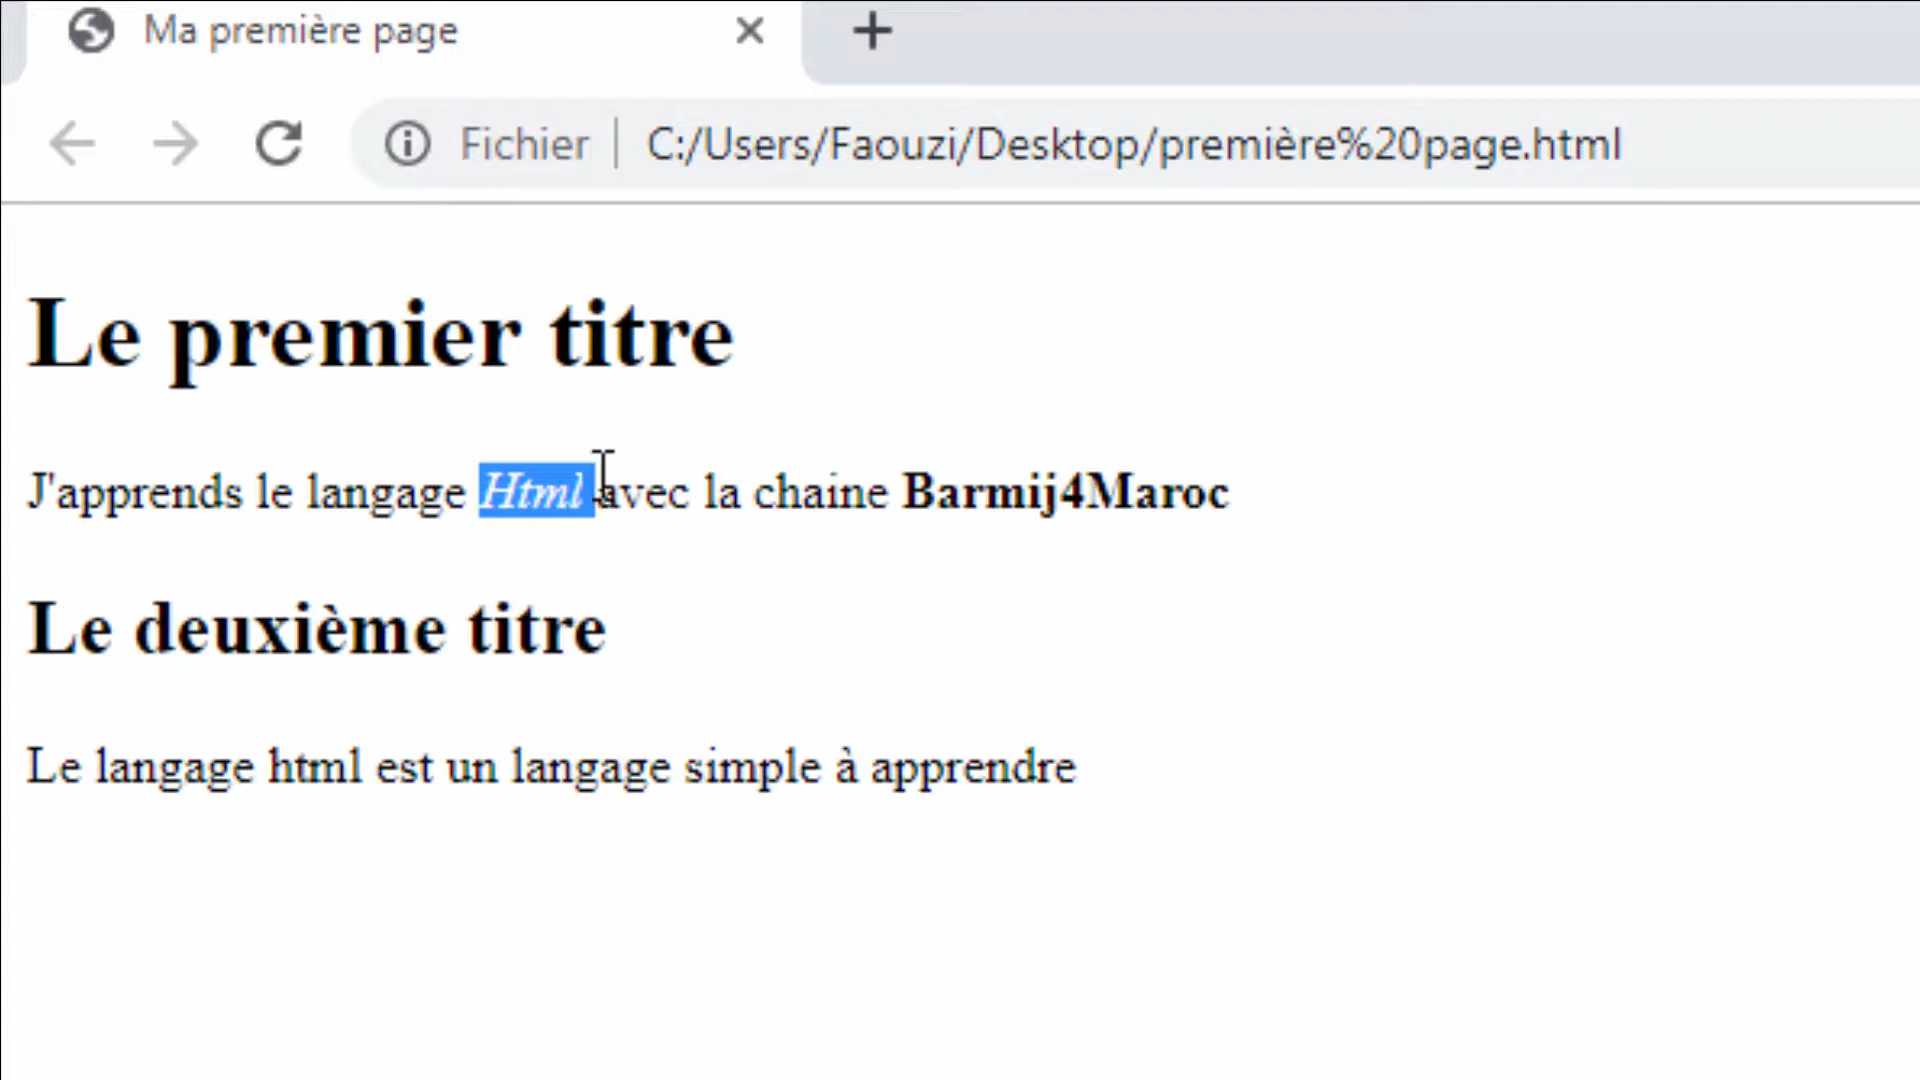 Ma première page
Fichier C:/Users/Faouzi/Desktop/première%20page.html
Le premier titre
J'apprends le langage Html avec la chaine Barmij4Maroc
Le deuxième titre
Le langage html est un langage simple à apprendre